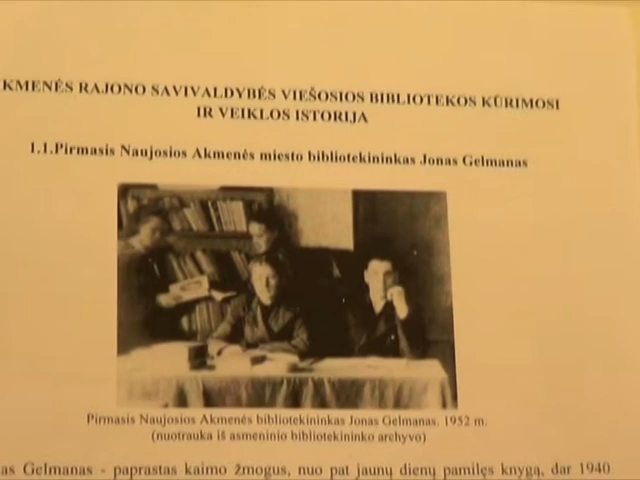 KMENĖS RAJONO SAVIVALDYBĖS VIEŠOSIOS BIBLIOTEKOS KŪRIMOSI
IR VEIKLOS ISTORIJA
1.1.Pirmasis Naujosios Akmenės miesto bibliotekininkas Jonas Gelmanas
Pirmasis Naujosios Akmenės bibliotekininkas Jonas Gelmanas. 1952 m.
(nuotrauka iš asmeninio bibliotekininko archyvo)
as Gelmanas - paprastas kaimo žmogus, nuo pat jaunų dienų pamilęs knygą, dar 1940